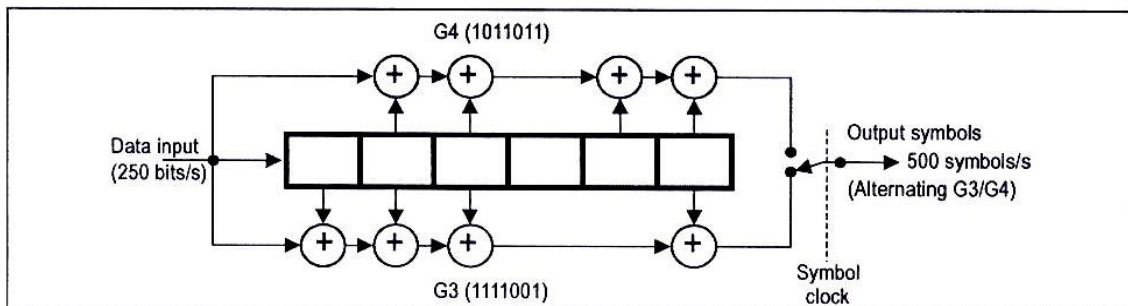 G4 (1011011)
Data input
(250 bits/s)
Output symbols
500 symbols/s
(Alternating G3/G4)
Symbol
clock
G3 (1111001)